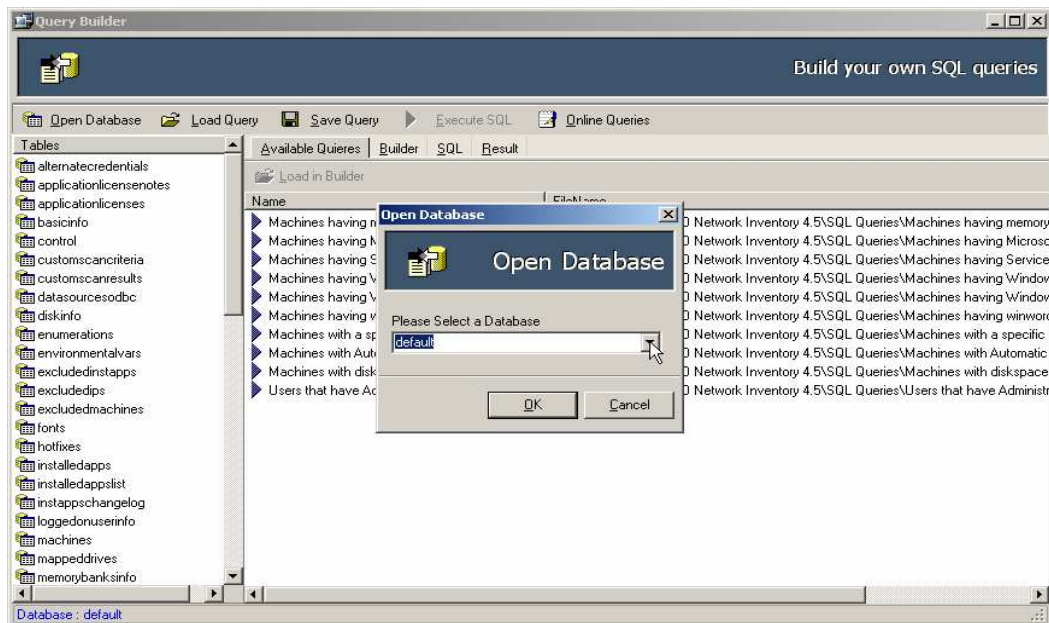 Query Builder
Build your own SQL queries
Open Database Load Query Save Query Execute SQL Online Queries
Tables
alternatecredentials
applicationlicensenotes
applicationlicenses
basicinfo
control
customscancriteria
customscanresults
datasourcesodbc
diskinfo
enumerations
environmentalvars
excludedinstapps
excludedips
excludedmachines
fonts
hotfixes
installedapps
installedappslist
instappschangelog
loggedonuserinfo
machines
mappeddrives
memorybanksinfo
Available Quieres Builder SQL Result
Load in Builder
Name FileName
Machines having Network Inventory 4.5\SQL Queries\Machines having memory
Machines having Network Inventory 4.5\SQL Queries\Machines having Microsc
Machines having S Network Inventory 4.5\SQL Queries\Machines having Service
Machines having Network Inventory 4.5\SQL Queries\Machines having Window
Machines having Network Inventory 4.5\SQL Queries\Machines having Window
Machines having Network Inventory 4.5\SQL Queries\Machines having winword
Machines with a sp Network Inventory 4.5\SQL Queries\Machines with a specific
Machines with Auto Network Inventory 4.5\SQL Queries\Machines with Automatic
Machines with disk Network Inventory 4.5\SQL Queries\Machines with diskspace
Users that have Ad Network Inventory 4.5\SQL Queries\Users that have Administr
Open Database
Open Database
Please Select a Database
default
OK Cancel
Database : default